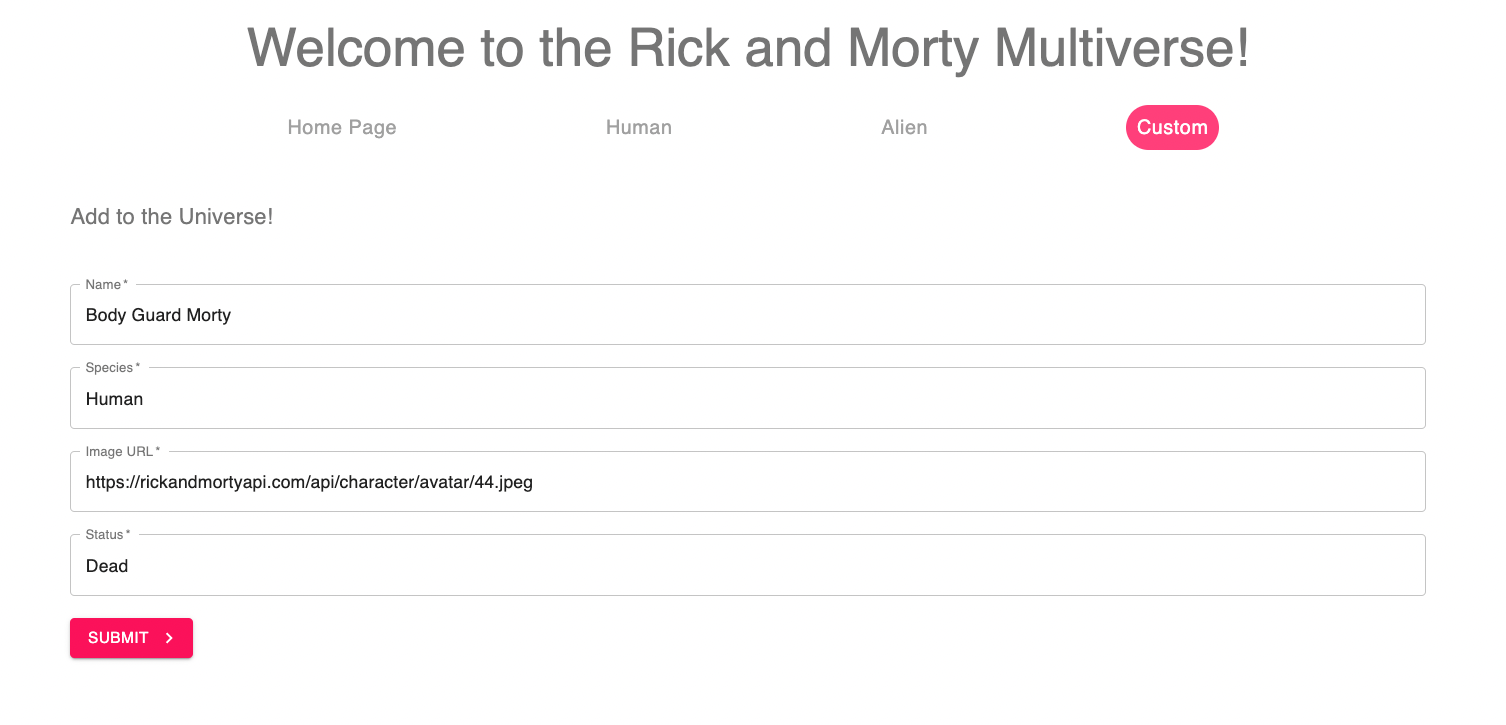 Welcome to the Rick and Morty Multiverse!
Home Page Human Alien Custom
Add to the Universe!
Name *
Body Guard Morty
Species *
Human
Image URL *
https://rickandmortyapi.com/api/character/avatar/44.jpeg
Status *
Dead
SUBMIT